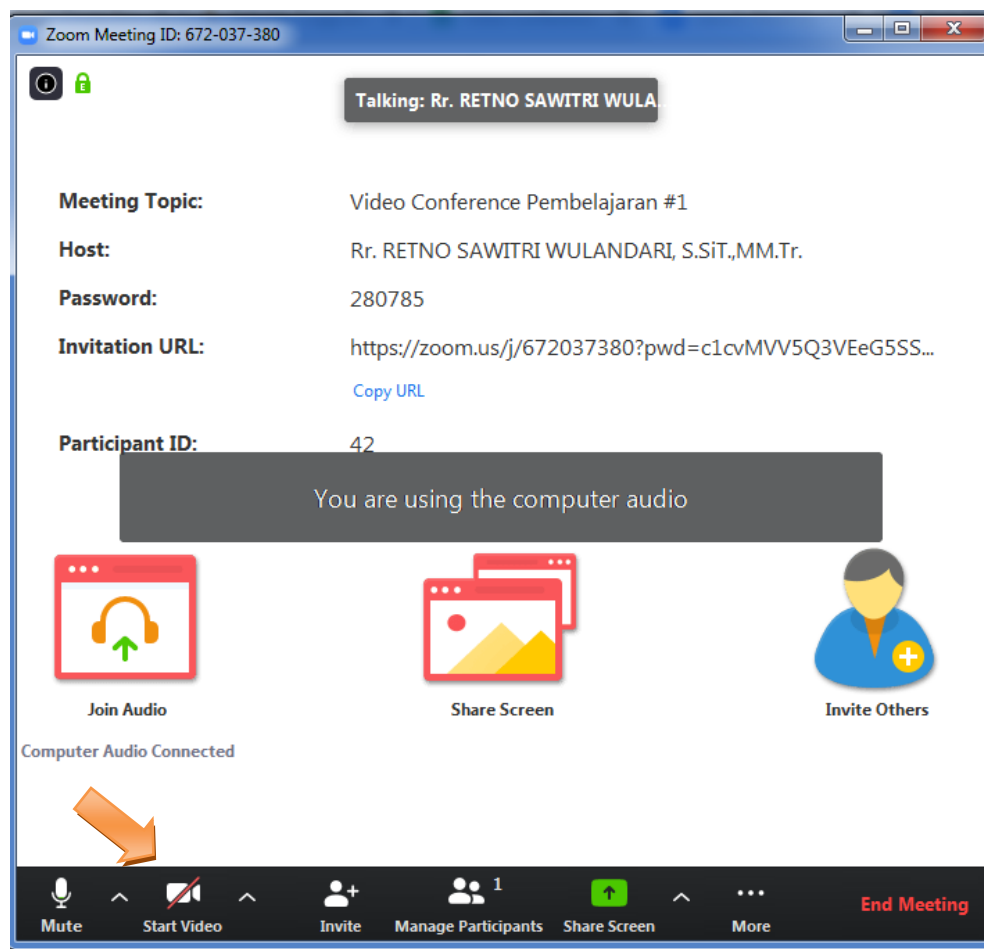 Zoom Meeting ID: 672-037-380
Talking: Rr. RETNO SAWITRI WULA...
Meeting Topic: Video Conference Pembelajaran #1
Host: Rr. RETNO SAWITRI WULANDARI, S.SiT.,MM.Tr.
Password: 280785
Invitation URL: https://zoom.us/j/672037380?pwd=c1cvMVV5Q3VEeG5SS...
Copy URL
Participant ID: 42
You are using the computer audio
Join Audio Share Screen Invite Others
Computer Audio Connected
1
Mute Start Video Invite Manage Participants Share Screen More End Meeting